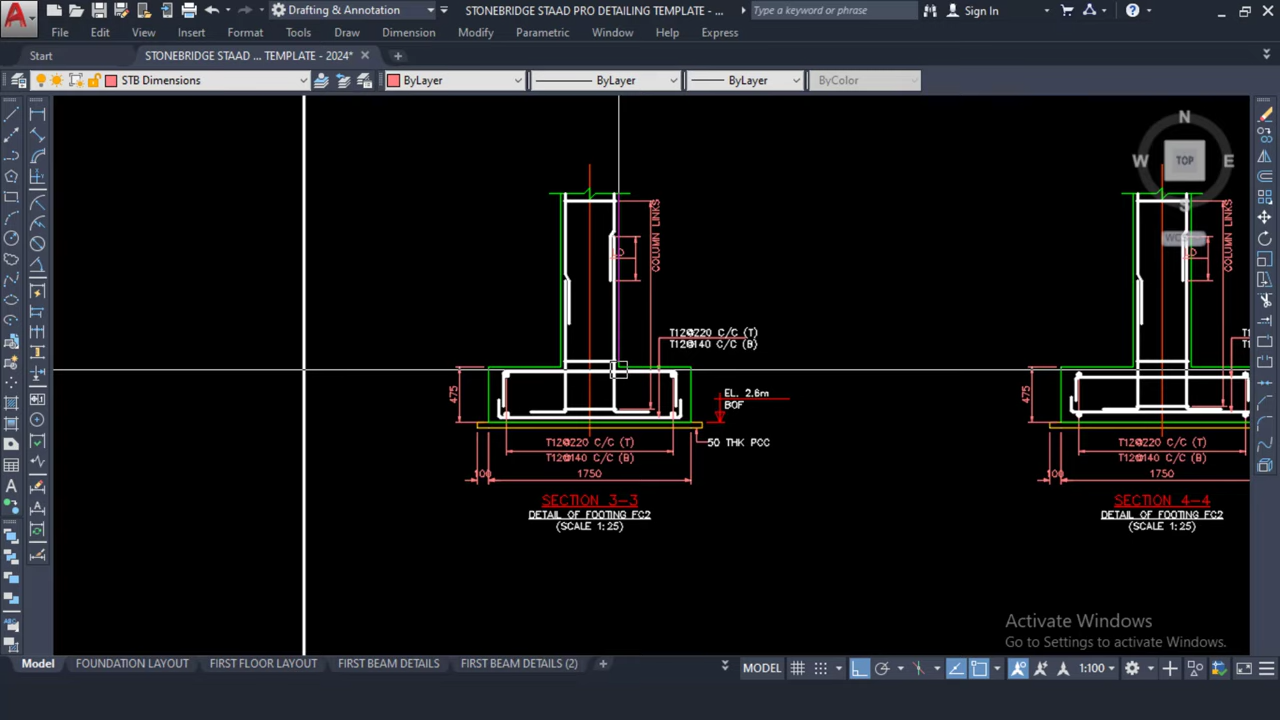 Drafting & Annotation
STONEBRIDGE STAAD PRO DETAILING TEMPLATE - ...
Type a keyword or phrase
Sign In
File Edit View Insert Format Tools Draw Dimension Modify Parametric Window Help Express
Start
STONEBRIDGE STAAD ... TEMPLATE - 2024*
STB Dimensions
ByLayer
ByLayer
ByLayer
ByColor
N
W TOP E
S
COLUMN LINKS
COLUMN LINKS
T12@220 C/C (T)
T12@140 C/C (B)
475
EL. 2.6m
BOF
475
T12@220 C/C (T)
T12@140 C/C (B)
50 THK PCC
T12@220 C/C (T)
T12@140 C/C (B)
100
1750
100
1750
SECTION 3-3
DETAIL OF FOOTING FC2
(SCALE 1:25)
SECTION 4-4
DETAIL OF FOOTING FC2
(SCALE 1:25)
Activate Windows
Go to Settings to activate Windows.
Model
FOUNDATION LAYOUT
FIRST FLOOR LAYOUT
FIRST BEAM DETAILS
FIRST BEAM DETAILS (2)
MODEL
1:100